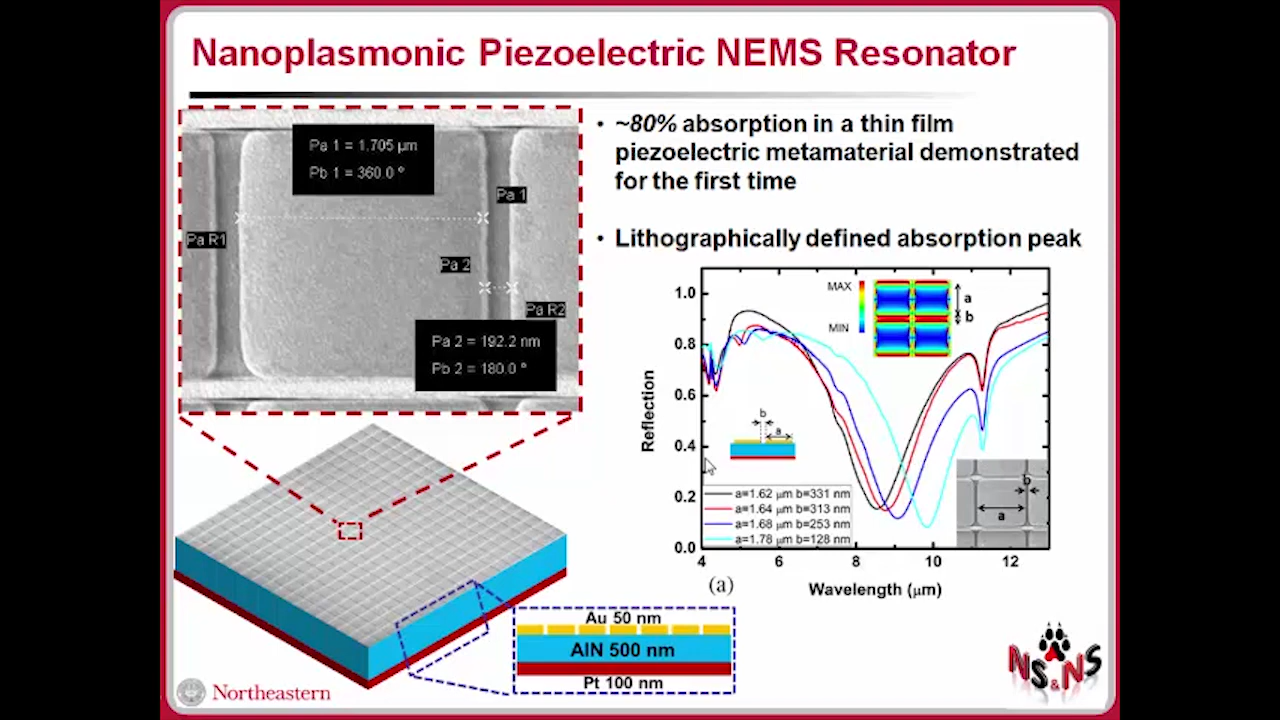 Nanoplasmonic Piezoelectric NEMS Resonator
Pa 1 = 1.705 µm
Pb 1 = 360.0 °
Pa 1
Pa R1
Pa 2
Pa R2
Pa 2 = 192.2 nm
Pb 2 = 180.0 °
• ~80% absorption in a thin film
piezoelectric metamaterial demonstrated
for the first time
• Lithographically defined absorption peak
MAX
MIN
a
b
1.0
0.8
0.6
0.4
0.2
0.0
Reflection
b
a
b
a
a=1.62 µm b=331 nm
a=1.64 µm b=313 nm
a=1.68 µm b=253 nm
a=1.78 µm b=128 nm
4 6 8 10 12
(a)
Wavelength (µm)
Au 50 nm
AlN 500 nm
Pt 100 nm
Northeastern
NS&NS